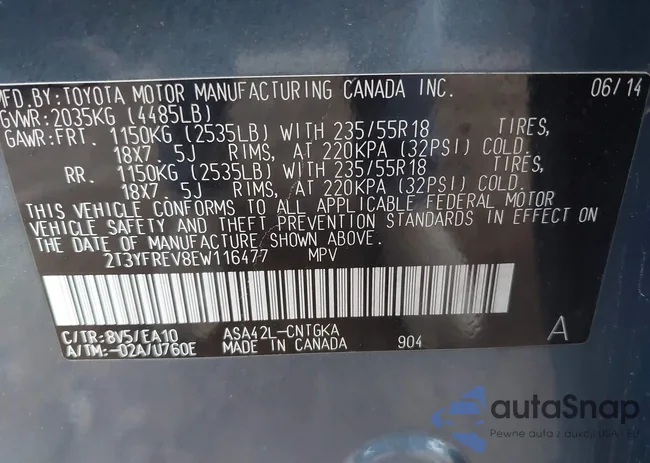 MFD.BY:TOYOTA MOTOR MANUFACTURING CANADA INC. 06/14
GVWR:2035KG (4485LB)
GAWR:FRT. 1150KG (2535LB) WITH 235/55R18 TIRES,
18X7.5J RIMS, AT 220KPA (32PSI) COLD.
RR. 1150KG (2535LB) WITH 235/55R18 TIRES,
18X7.5J RIMS, AT 220KPA (32PSI) COLD.
THIS VEHICLE CONFORMS TO ALL APPLICABLE FEDERAL MOTOR
VEHICLE SAFETY AND THEFT PREVENTION STANDARDS IN EFFECT ON
THE DATE OF MANUFACTURE SHOWN ABOVE.
2T3YFREV8EW116477 MPV
C/TR:8V5/EA10 ASA42L-CNTGKA A
A/TM:-02A/U760E MADE IN CANADA 904
autaSnap
Pewne auta z aukcji